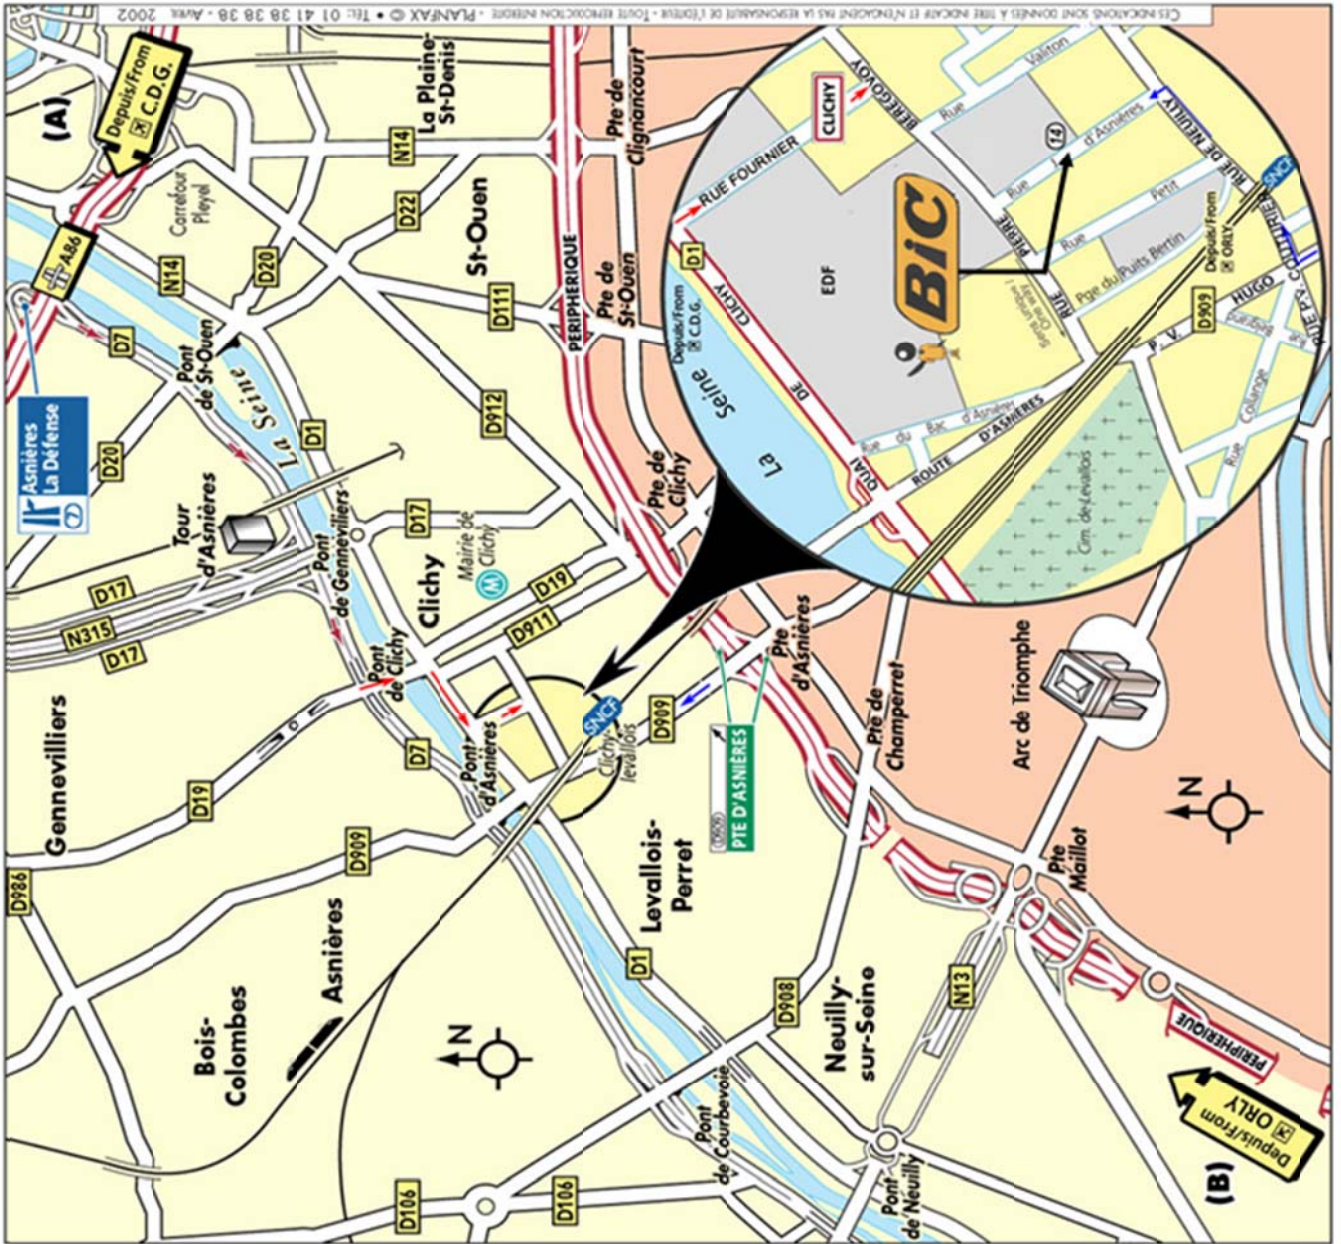 CES INDICATIONS SONT DONNÉES À TITRE INDICATIF ET N'ENGAGENT PAS LA RESPONSABILITÉ DE L'ÉDITEUR - TOUTE REPRODUCTION INTERDITE - PLANFAX © • TÉL: 01 41 38 38 38 - AVRIL 2002
(A)
Depuis/From
C.D.G.
A86
Asnières
La Défense
7
Carrefour
Pleyel
La Plaine-
St-Denis
N14
N14
D22
D20
D20
D7
St-Ouen
D111
Pont
de St-Ouen
La Seine
D1
D912
PERIPHERIQUE
Pte de
Clignancourt
Pte de
St-Ouen
Pte de
Clichy
Tour
d'Asnières
Pont
de Gennevilliers
D17
D17
N315
D17
Mairie de
Clichy
M
Clichy
D19
D911
Pont
de Clichy
Gennevilliers
D19
D7
Pont
d'Asnières
SNCF
Clichy-
levallois
D909
PTE D'ASNIÈRES
Pte
d'Asnières
Pte de
Champerret
Arc de Triomphe
D986
D909
Asnières
Bois-
Colombes
Levallois-
Perret
D1
D908
Neuilly-
sur-Seine
N13
Pte
Maillot
N
N
PERIPHERIQUE
Depuis/From
ORLY
(B)
Pont
de Courbevoie
Pont
de Neuilly
D106
D106
CLICHY
RUE FOURNIER
D1
Depuis/From
C.D.G.
La
Seine
QUAI
DE
CLICHY
EDF
BiC
RUE
PIERRE
BÉRÉGOVOY
Rue
Valiton
14
Rue
d'Asnières
Rue
Petit
Pge du Puits Bertin
Sens unique /
One way
RUE DE NEUILLY
SNCF
Depuis/From
ORLY
D909
P. V.
HUGO
Rue du Bac d'Asnières
ROUTE
D'ASNIÈRES
Cim. de Levallois
Rue
Collange